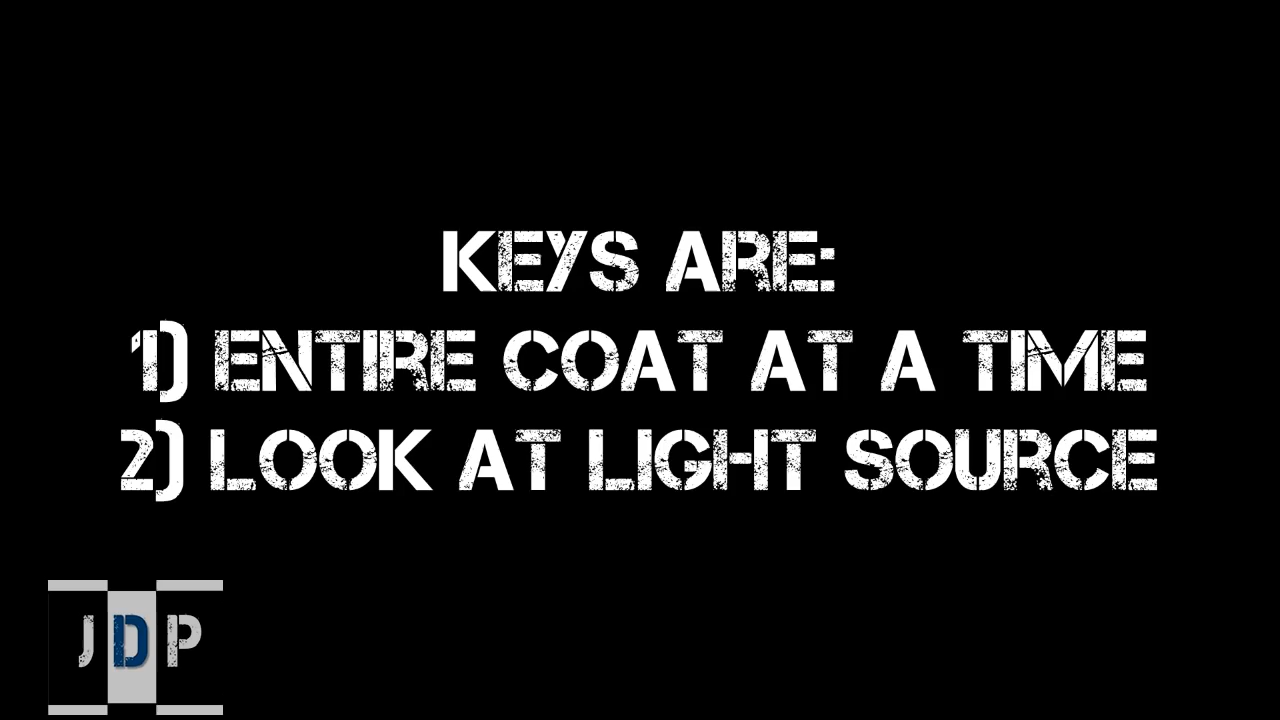 KEYS ARE:
1) ENTIRE COAT AT A TIME
2) LOOK AT LIGHT SOURCE
JDP